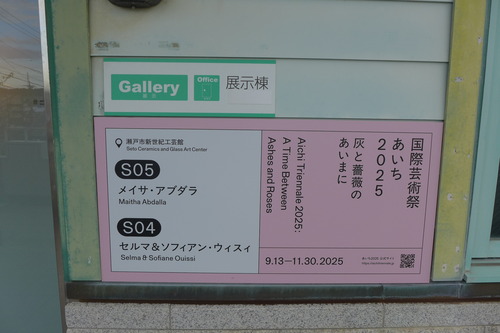 Gallery
Office
展示棟
瀬戸市新世紀工芸館
Seto Ceramics and Glass Art Center
S05
メイサ・アブダラ
Maitha Abdalla
S04
セルマ&ソフィアン・ウィスィ
Selma & Sofiane Ouissi
国際芸術祭
あいち
2025
灰と薔薇の
あいまに
Aichi Triennale 2025:
A Time Between
Ashes and Roses
9.13–11.30.2025